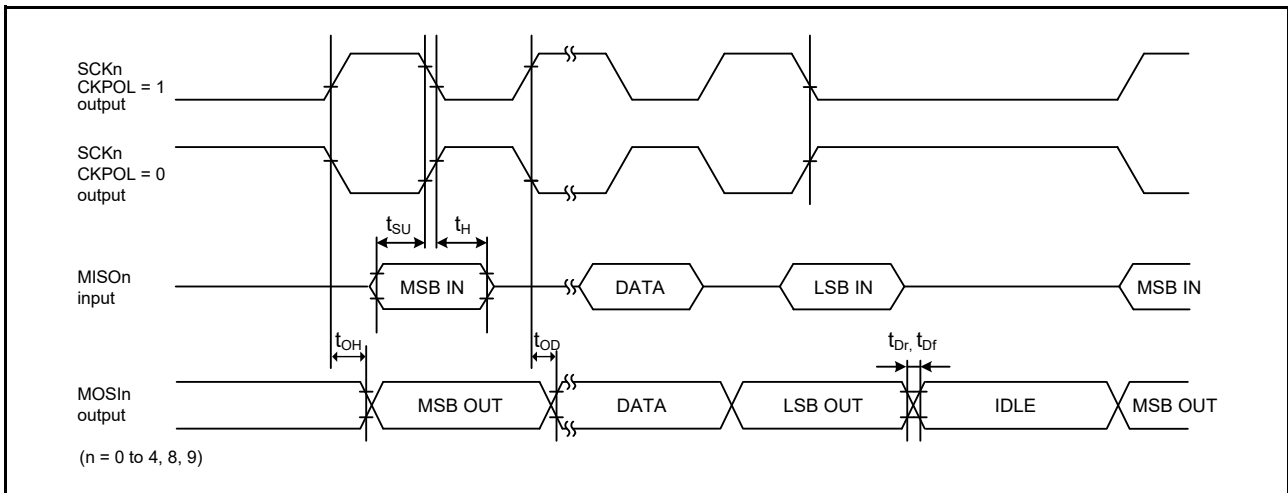 SCKn
CKPOL = 1
output
SCKn
CKPOL = 0
output
tSU
tH
MISOn
input
MSB IN
DATA
LSB IN
MSB IN
tOH
tOD
tDr, tDf
MOSIn
output
MSB OUT
DATA
LSB OUT
IDLE
MSB OUT
(n = 0 to 4, 8, 9)